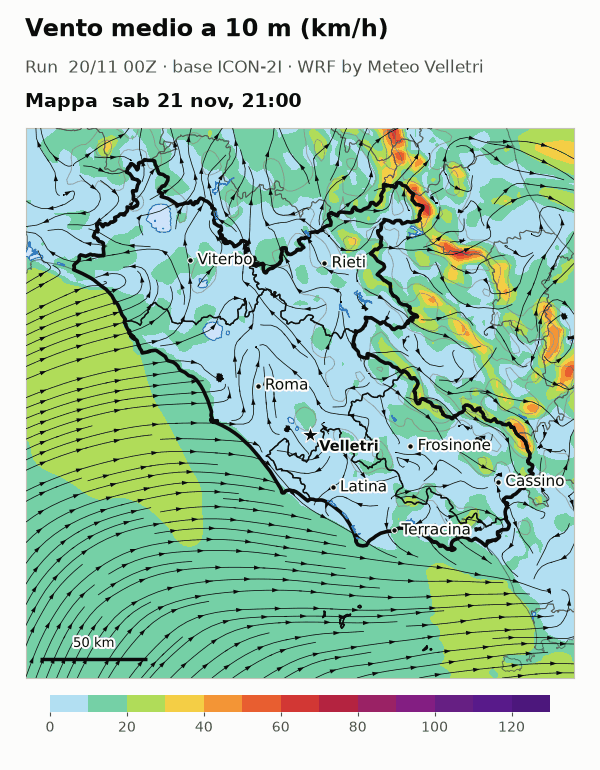 Vento medio a 10 m (km/h)
Run  20/11 00Z · base ICON-2I · WRF by Meteo Velletri
Mappa  sab 21 nov, 21:00
Viterbo
Rieti
Roma
Velletri
Frosinone
Cassino
Latina
Terracina
50 km
0 20 40 60 80 100 120